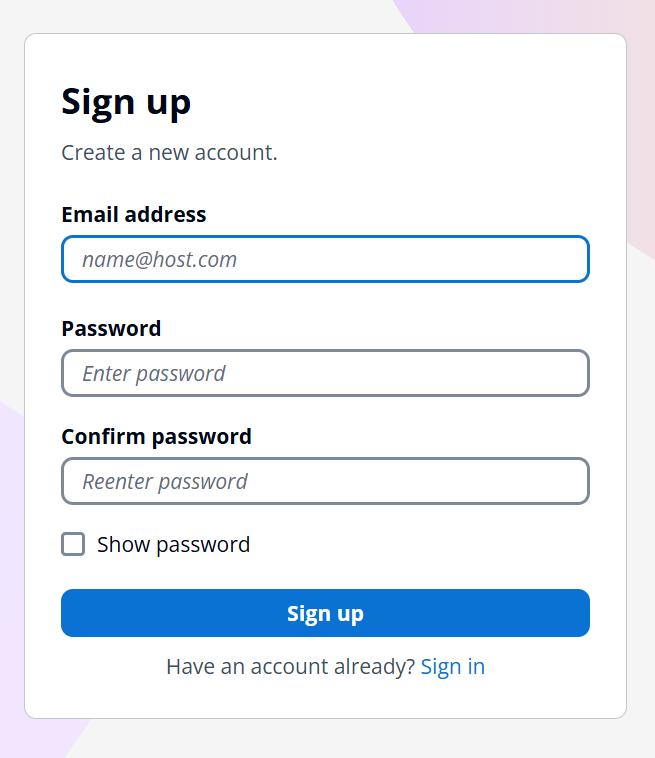 Sign up
Create a new account.
Email address
name@host.com
Password
Enter password
Confirm password
Reenter password
Show password
Sign up
Have an account already? Sign in